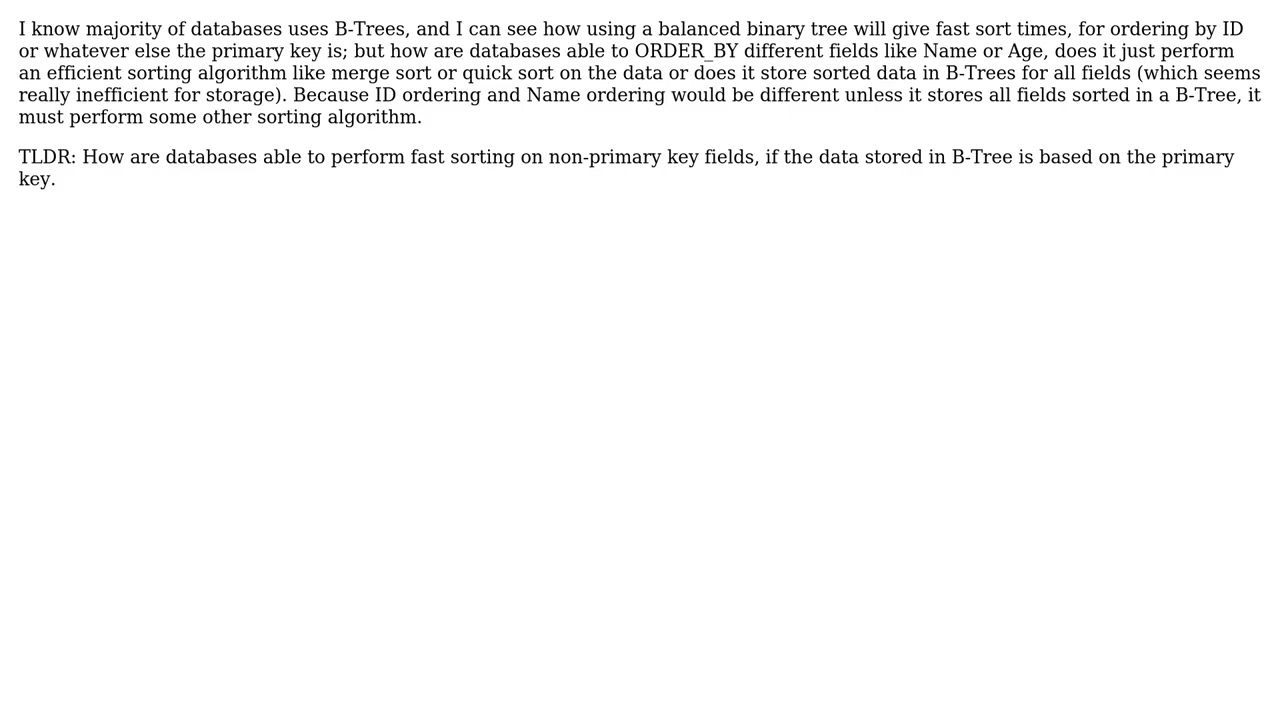 I know majority of databases uses B-Trees, and I can see how using a balanced binary tree will give fast sort times, for ordering by ID
or whatever else the primary key is; but how are databases able to ORDER_BY different fields like Name or Age, does it just perform
an efficient sorting algorithm like merge sort or quick sort on the data or does it store sorted data in B-Trees for all fields (which seems
really inefficient for storage). Because ID ordering and Name ordering would be different unless it stores all fields sorted in a B-Tree, it
must perform some other sorting algorithm.
TLDR: How are databases able to perform fast sorting on non-primary key fields, if the data stored in B-Tree is based on the primary
key.